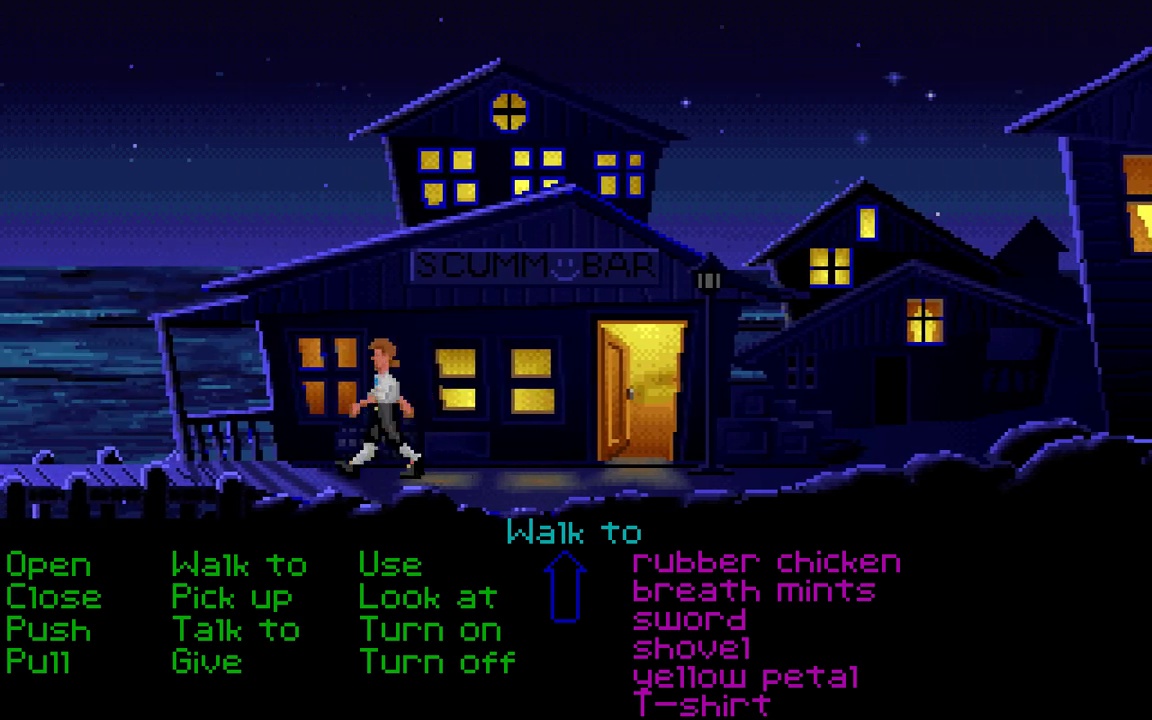 SCUMM BAR
Walk to
Open Walk to Use
Close Pick up Look at
Push Talk to Turn on
Pull Give Turn off
rubber chicken
breath mints
sword
shovel
yellow petal
T-shirt